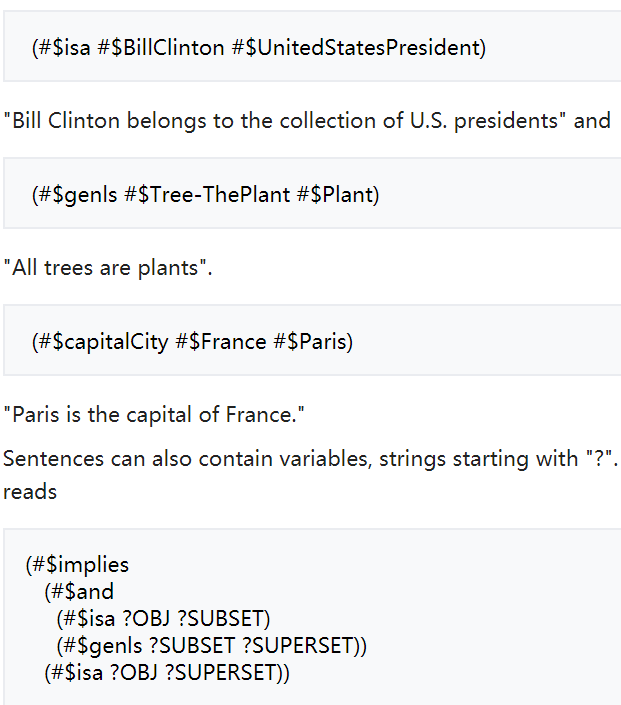 (#$isa #$BillClinton #$UnitedStatesPresident)
"Bill Clinton belongs to the collection of U.S. presidents" and
(#$genls #$Tree-ThePlant #$Plant)
"All trees are plants".
(#$capitalCity #$France #$Paris)
"Paris is the capital of France."
Sentences can also contain variables, strings starting with "?".
reads
(#$implies
(#$and
(#$isa ?OBJ ?SUBSET)
(#$genls ?SUBSET ?SUPERSET))
(#$isa ?OBJ ?SUPERSET))